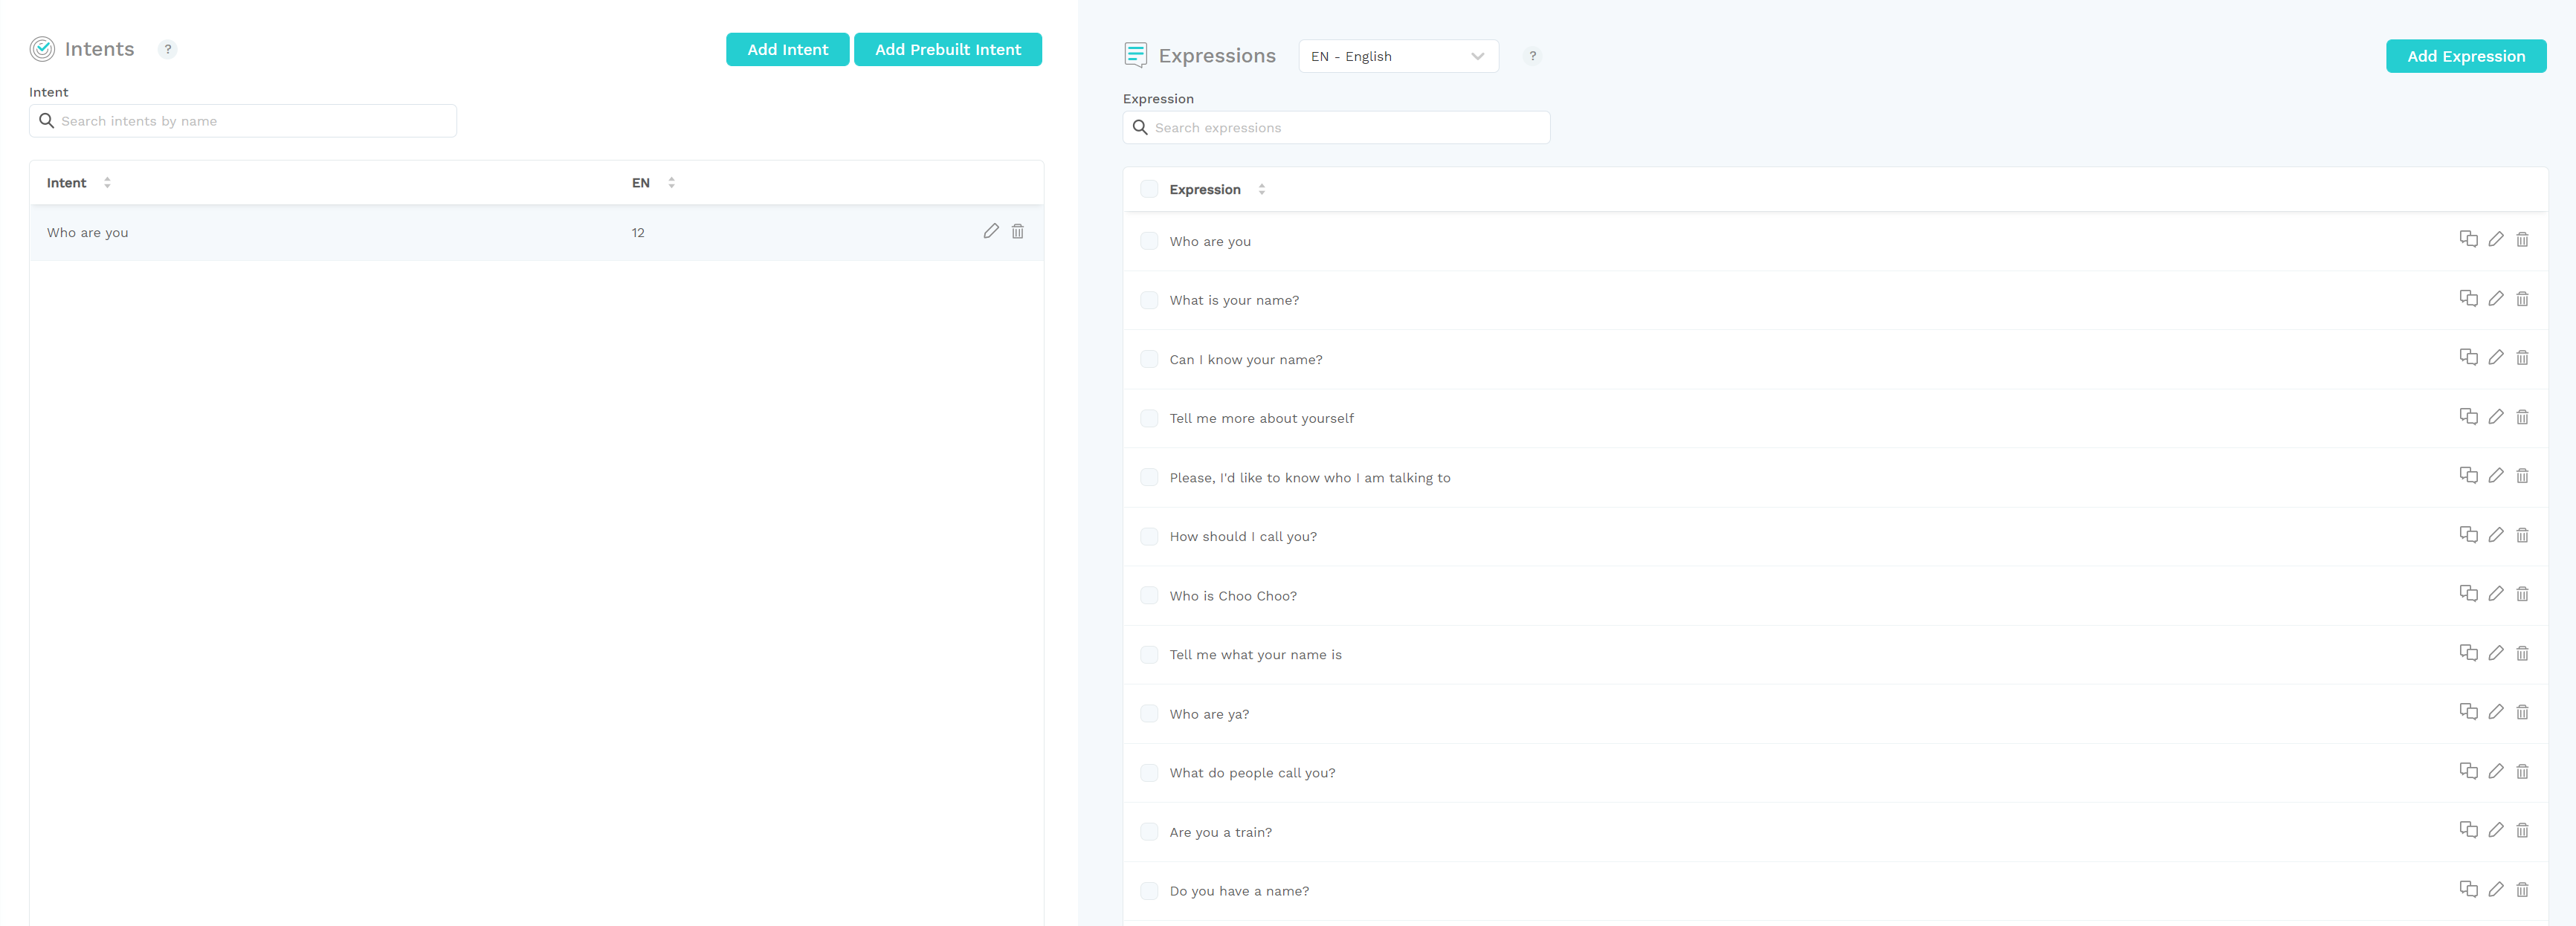 Intents ?
Add Intent
Add Prebuilt Intent
Intent
Search intents by name
Intent EN
Who are you 12
Expressions EN - English ?
Add Expression
Expression
Search expressions
Expression
Who are you
What is your name?
Can I know your name?
Tell me more about yourself
Please, I'd like to know who I am talking to
How should I call you?
Who is Choo Choo?
Tell me what your name is
Who are ya?
What do people call you?
Are you a train?
Do you have a name?